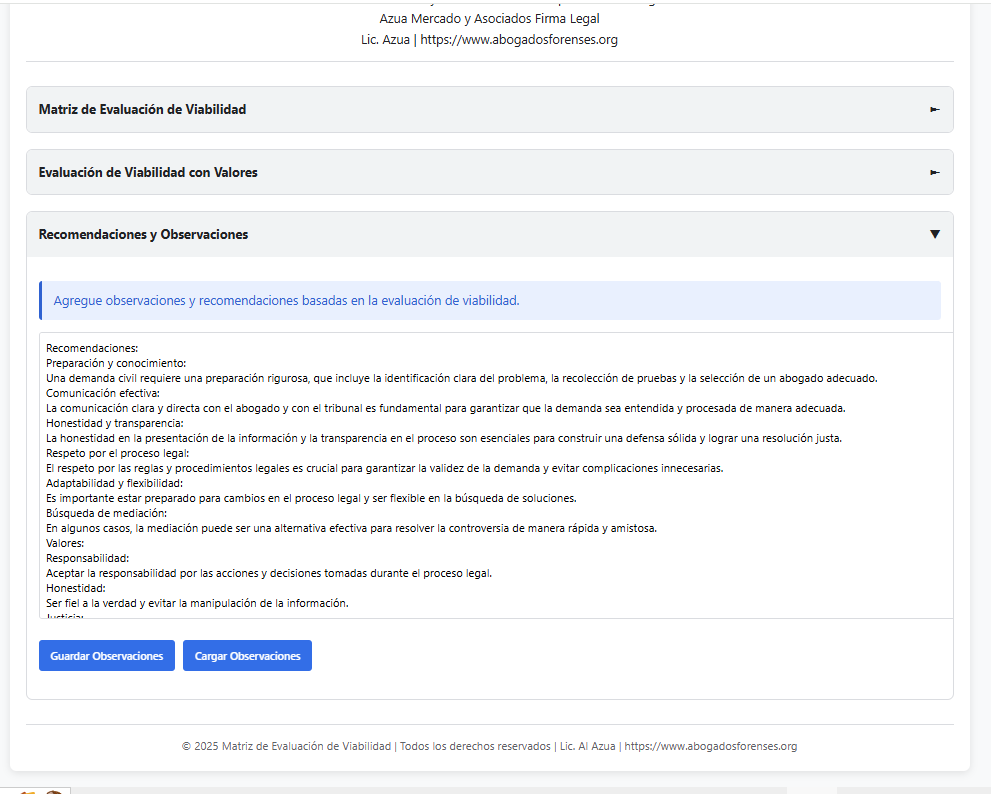 Azua Mercado y Asociados Firma Legal
Lic. Azua | https://www.abogadosforenses.org
Matriz de Evaluación de Viabilidad
Evaluación de Viabilidad con Valores
Recomendaciones y Observaciones
Agregue observaciones y recomendaciones basadas en la evaluación de viabilidad.
Recomendaciones:
Preparación y conocimiento:
Una demanda civil requiere una preparación rigurosa, que incluye la identificación clara del problema, la recolección de pruebas y la selección de un abogado adecuado.
Comunicación efectiva:
La comunicación clara y directa con el abogado y con el tribunal es fundamental para garantizar que la demanda sea entendida y procesada de manera adecuada.
Honestidad y transparencia:
La honestidad en la presentación de la información y la transparencia en el proceso son esenciales para construir una defensa sólida y lograr una resolución justa.
Respeto por el proceso legal:
El respeto por las reglas y procedimientos legales es crucial para garantizar la validez de la demanda y evitar complicaciones innecesarias.
Adaptabilidad y flexibilidad:
Es importante estar preparado para cambios en el proceso legal y ser flexible en la búsqueda de soluciones.
Búsqueda de mediación:
En algunos casos, la mediación puede ser una alternativa efectiva para resolver la controversia de manera rápida y amistosa.
Valores:
Responsabilidad:
Aceptar la responsabilidad por las acciones y decisiones tomadas durante el proceso legal.
Honestidad:
Ser fiel a la verdad y evitar la manipulación de la información.
Justicia:
Guardar Observaciones
Cargar Observaciones
© 2025 Matriz de Evaluación de Viabilidad | Todos los derechos reservados | Lic. Al Azua | https://www.abogadosforenses.org